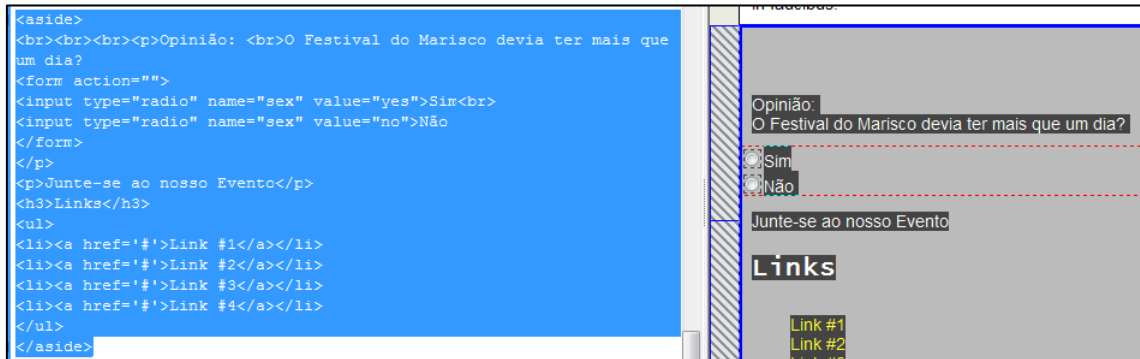 <aside>
<br><br><br><p>Opinião: <br>O Festival do Marisco devia ter mais que
um dia?
<form action="">
<input type="radio" name="sex" value="yes">Sim<br>
<input type="radio" name="sex" value="no">Não
</form>
</p>
<p>Junte-se ao nosso Evento</p>
<h3>Links</h3>
<ul>
<li><a href='#'>Link #1</a></li>
<li><a href='#'>Link #2</a></li>
<li><a href='#'>Link #3</a></li>
<li><a href='#'>Link #4</a></li>
</ul>
</aside>
Opinião:
O Festival do Marisco devia ter mais que um dia?
Sim
Não
Junte-se ao nosso Evento
Links
Link #1
Link #2